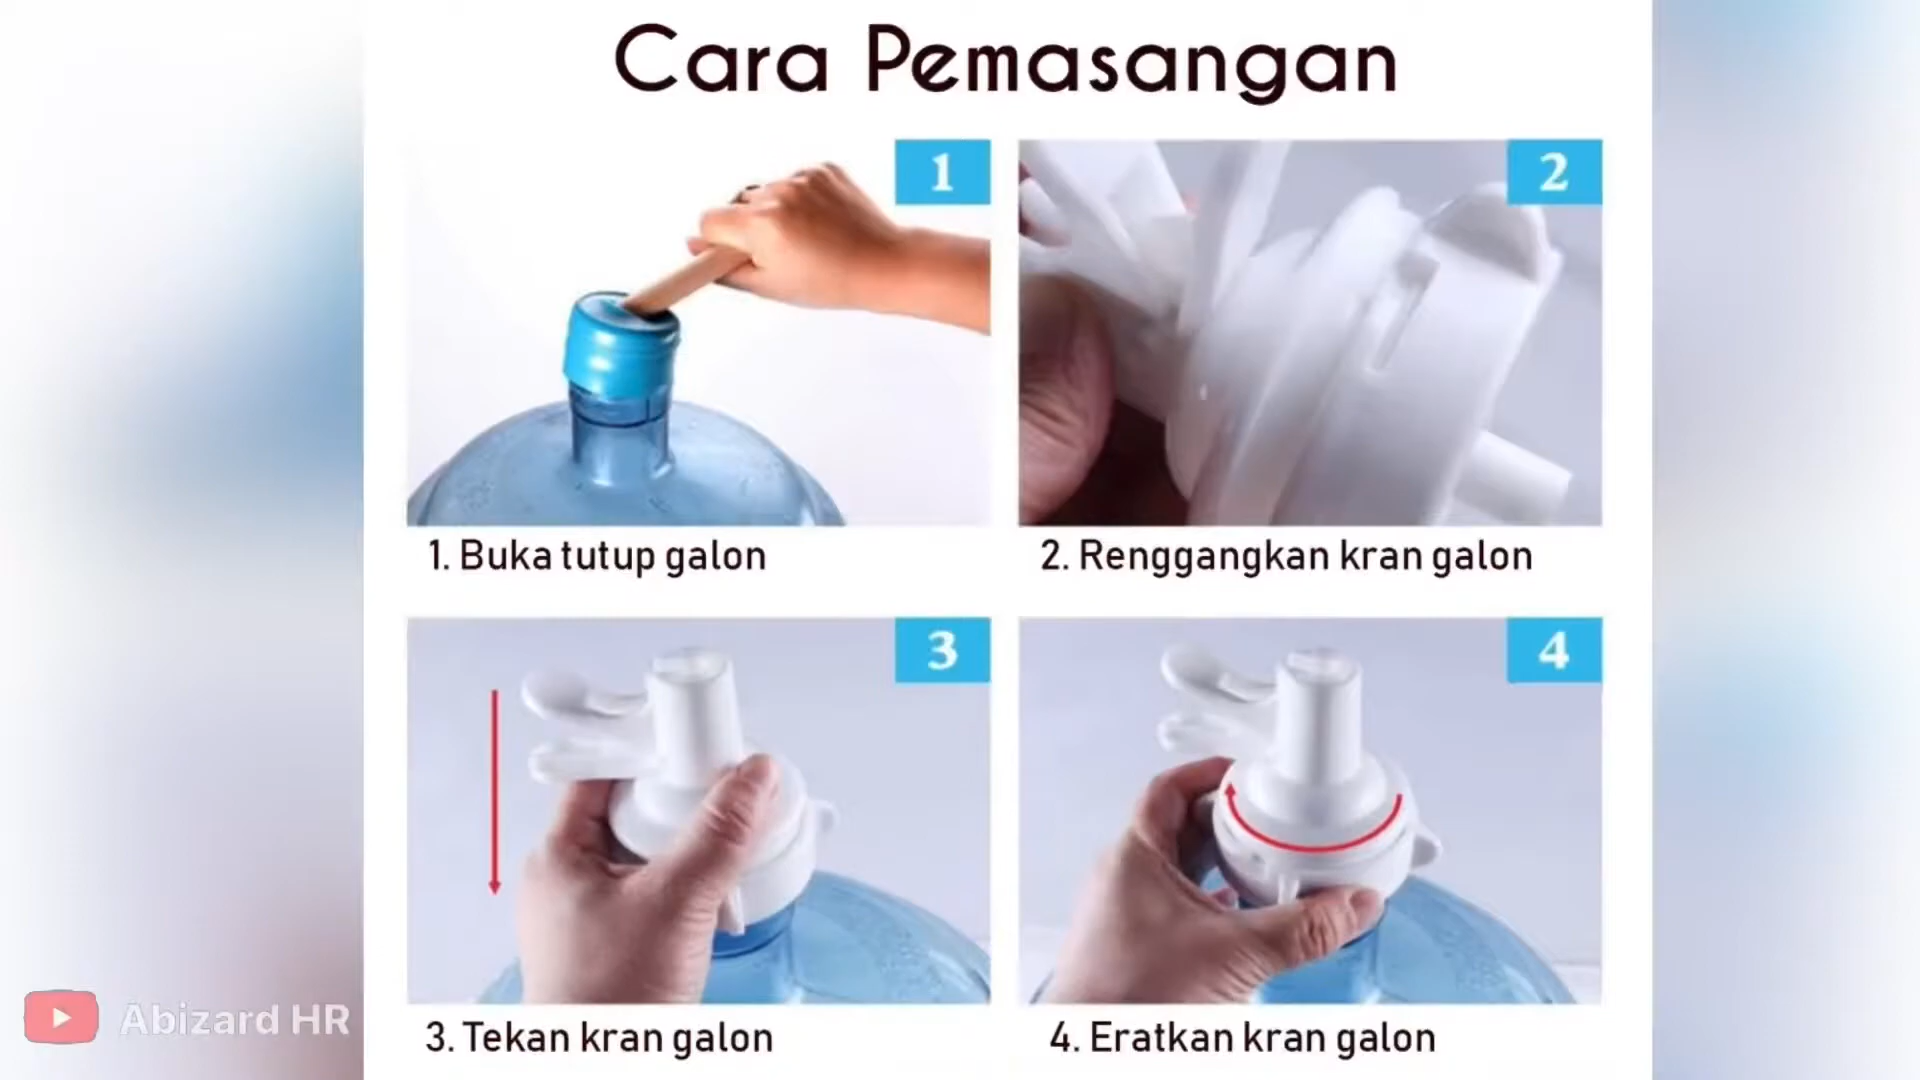 Cara Pemasangan
1
2
1. Buka tutup galon
2. Renggangkan kran galon
3
4
3. Tekan kran galon
4. Eratkan kran galon
Abizard HR